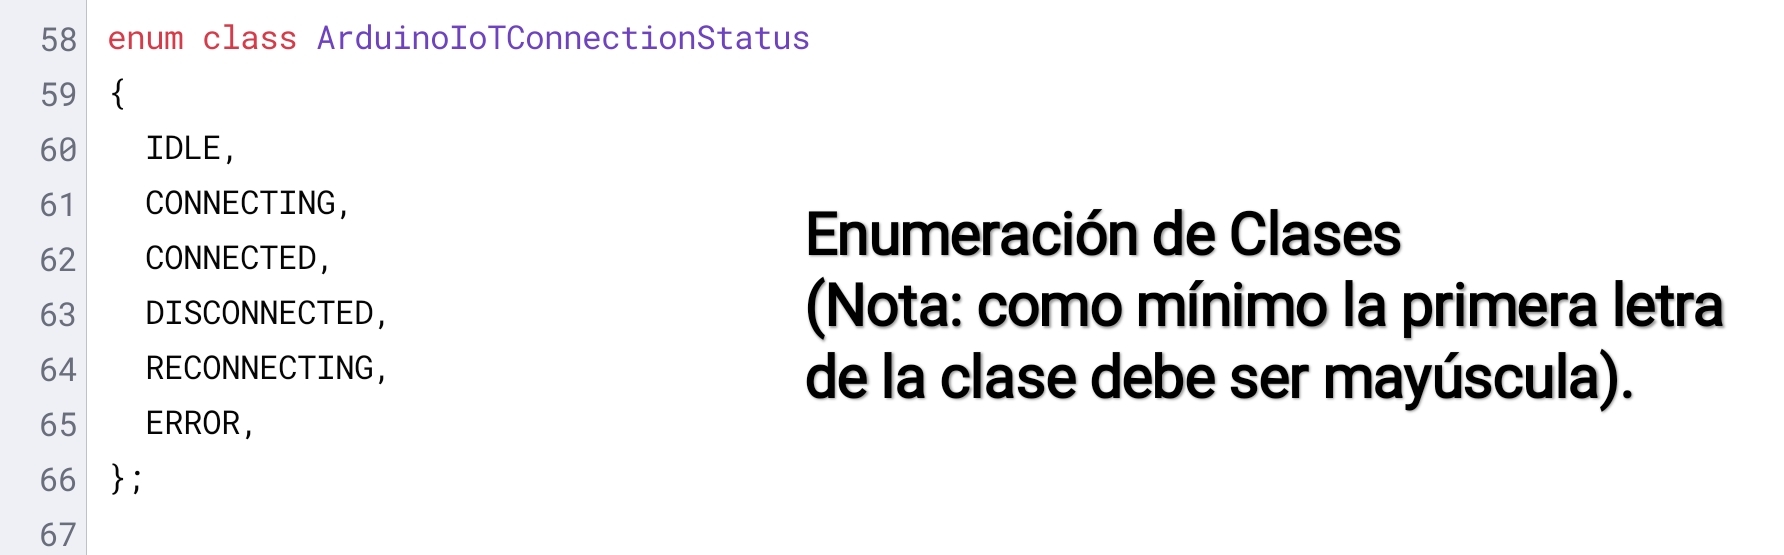 58 enum class ArduinoIoTConnectionStatus
59 {
60 IDLE,
61 CONNECTING,
62 CONNECTED,
63 DISCONNECTED,
64 RECONNECTING,
65 ERROR,
66 };
67
Enumeración de Clases
(Nota: como mínimo la primera letra
de la clase debe ser mayúscula).